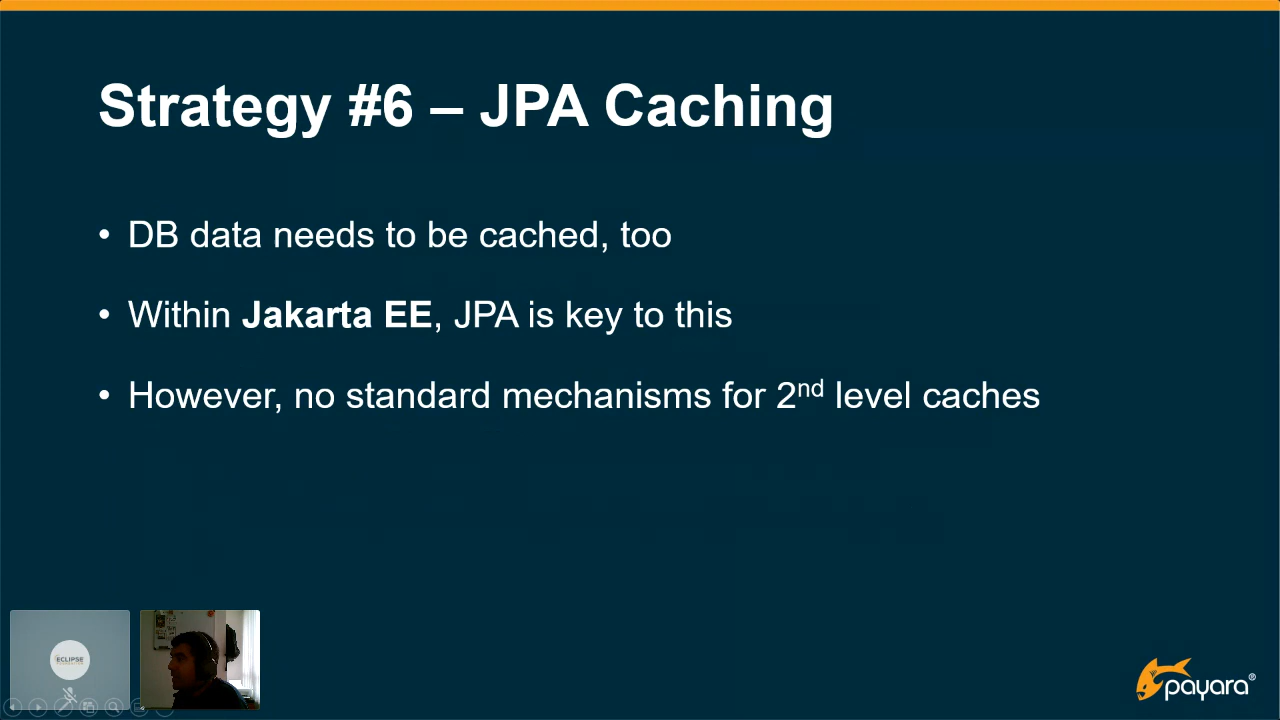 Strategy #6 – JPA Caching
• DB data needs to be cached, too
• Within Jakarta EE, JPA is key to this
• However, no standard mechanisms for 2nd level caches
ECLIPSE
FOUNDATION
payara®